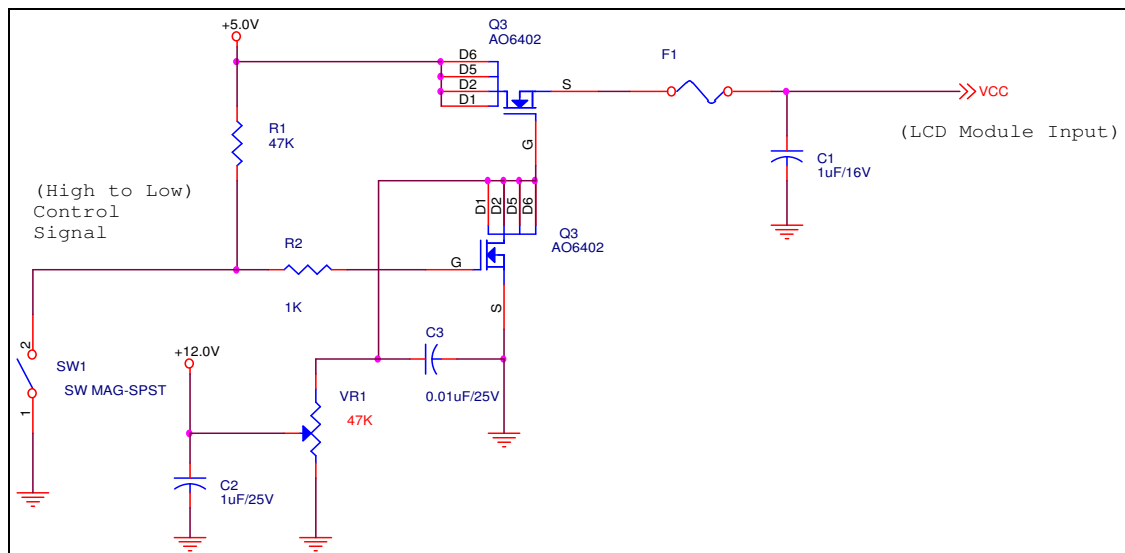 Q3
AO6402
+5.0V
D6
D5
D2
D1
S
F1
VCC
(LCD Module Input)
R1
47K
G
C1
1uF/16V
(High to Low)
Control
Signal
D1
D2
D5
D6
Q3
AO6402
R2
G
1K
S
C3
+12.0V
2
SW1
SW MAG-SPST
1
VR1
47K
0.01uF/25V
C2
1uF/25V